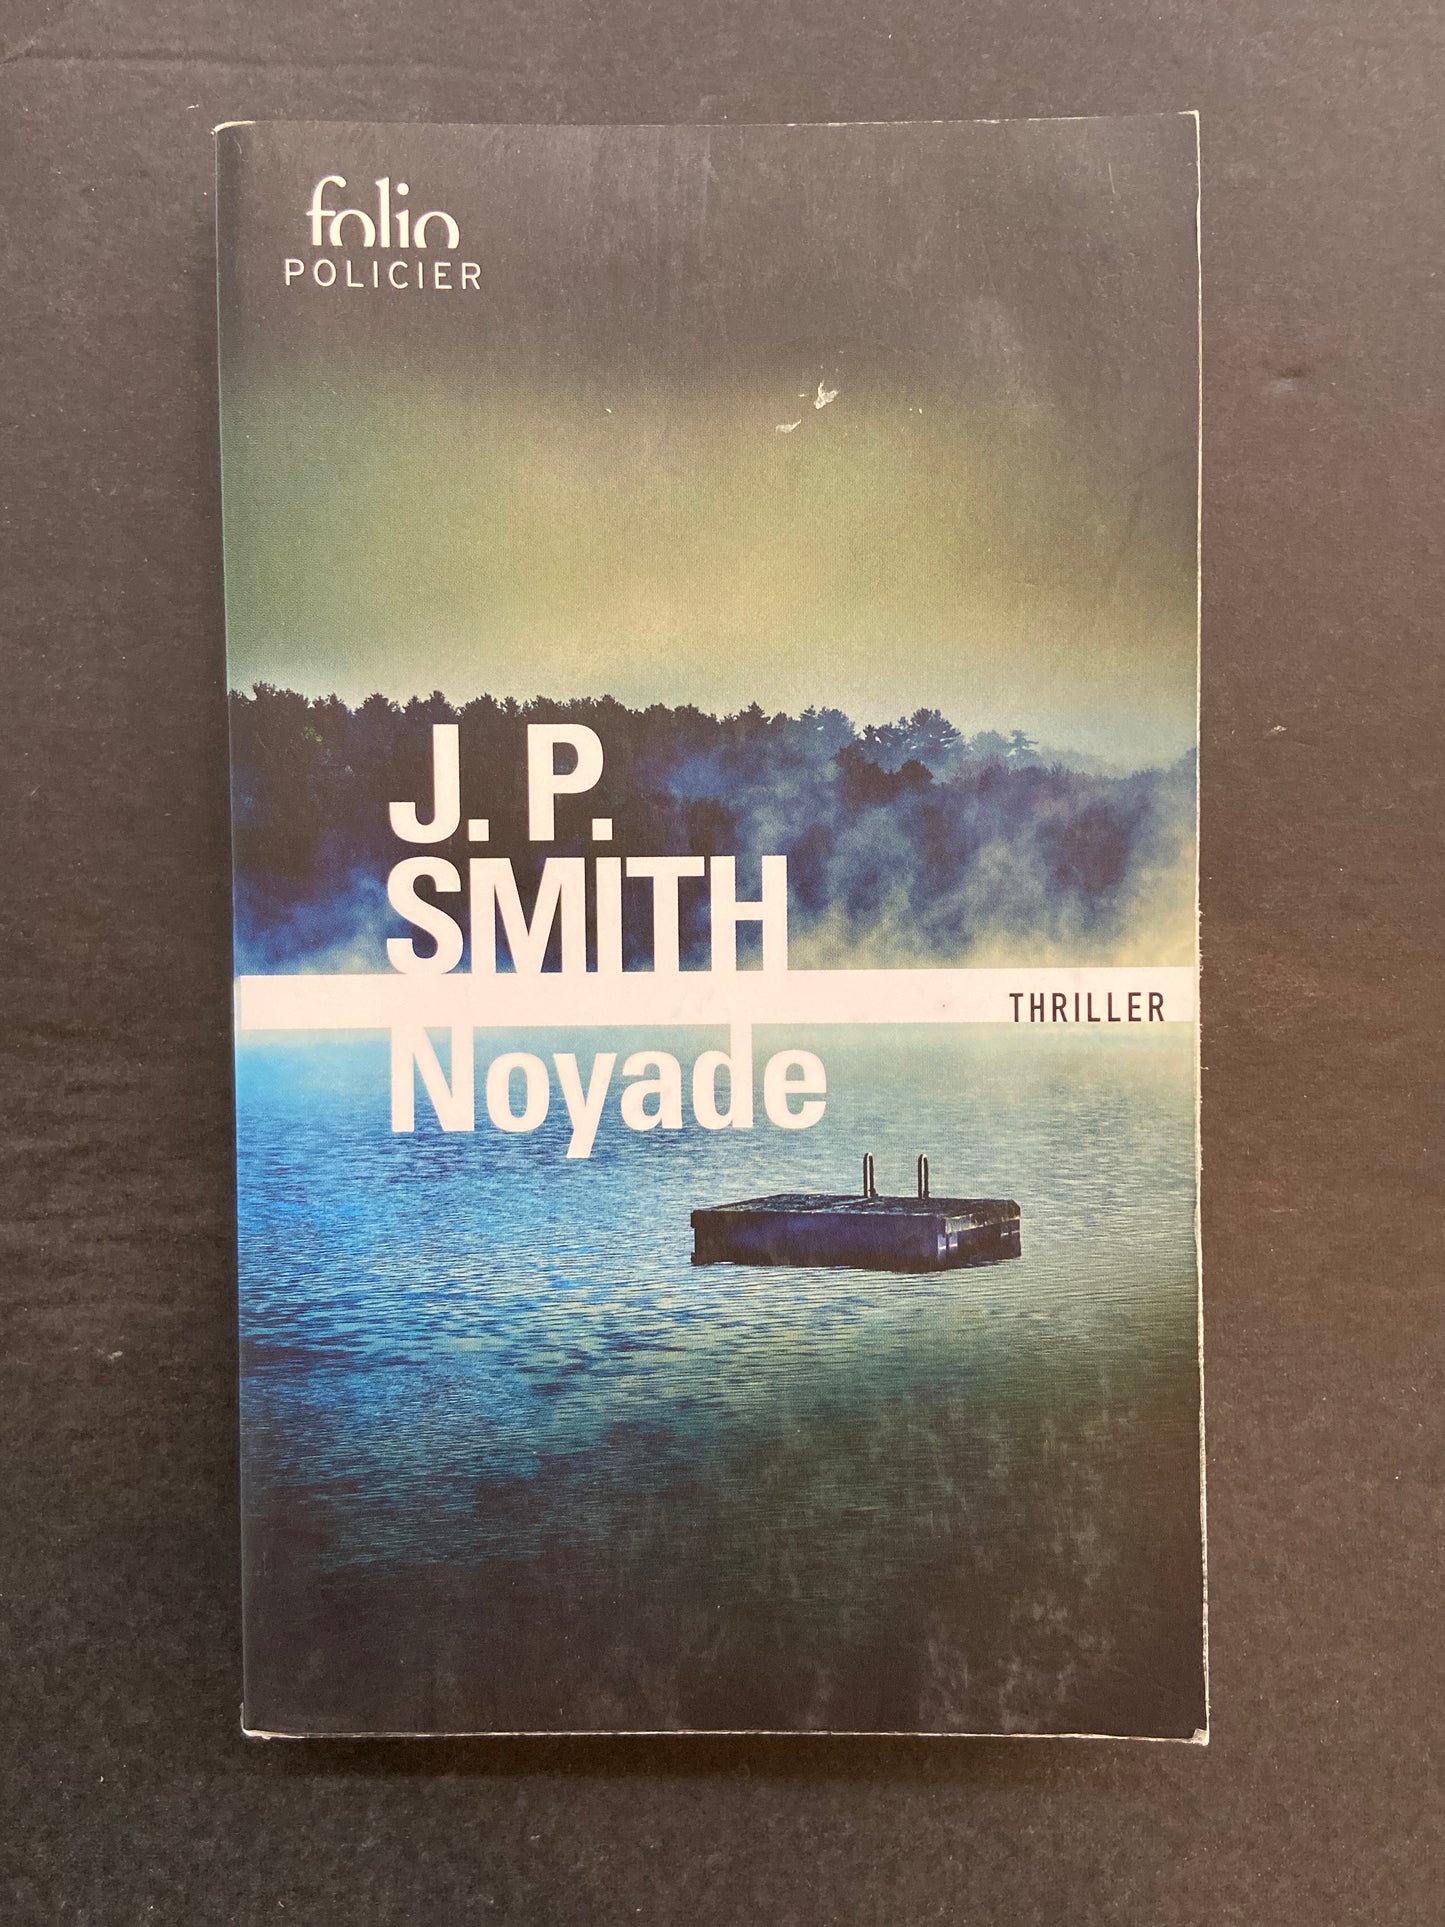 folio
POLICIER
J. P.
SMITH
THRILLER
Noyade